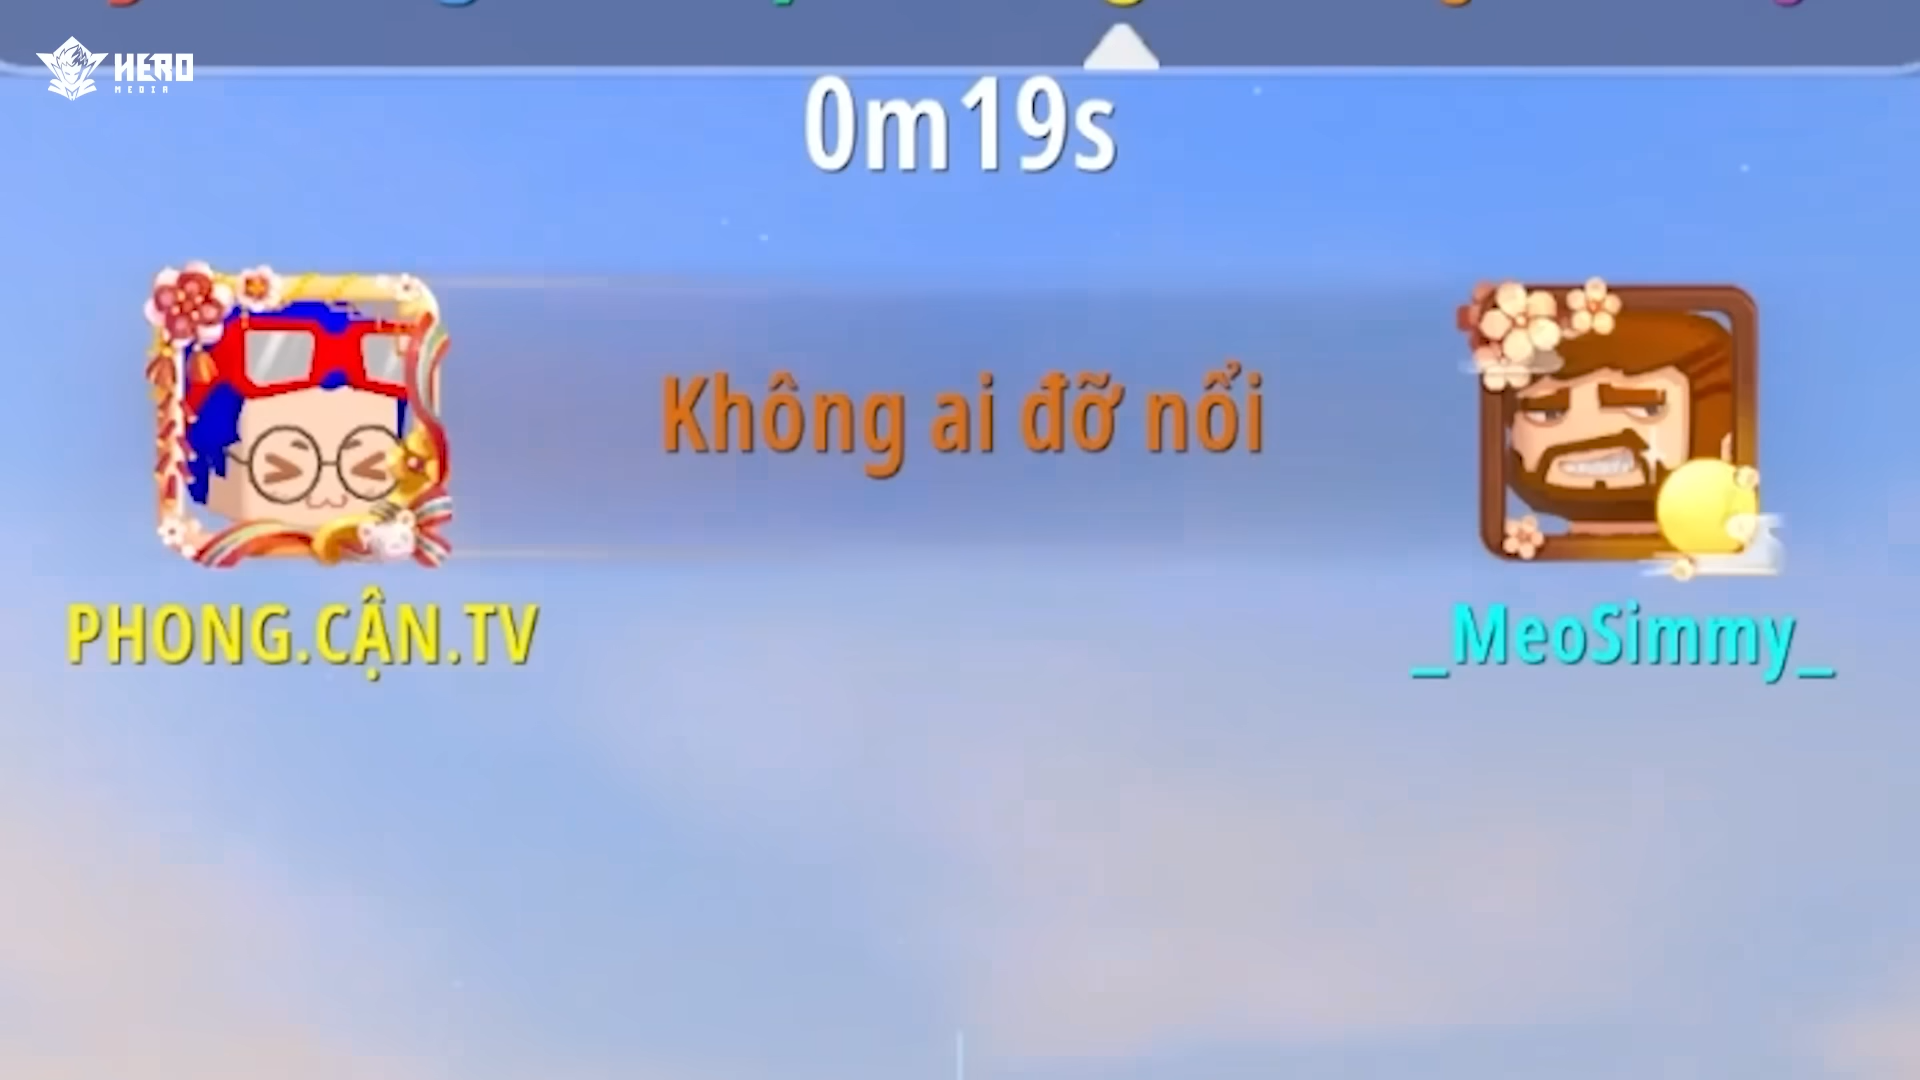 HERO
MEDIA
0m19s
Không ai đỡ nổi
PHONG.CẬN.TV
_MeoSimmy_